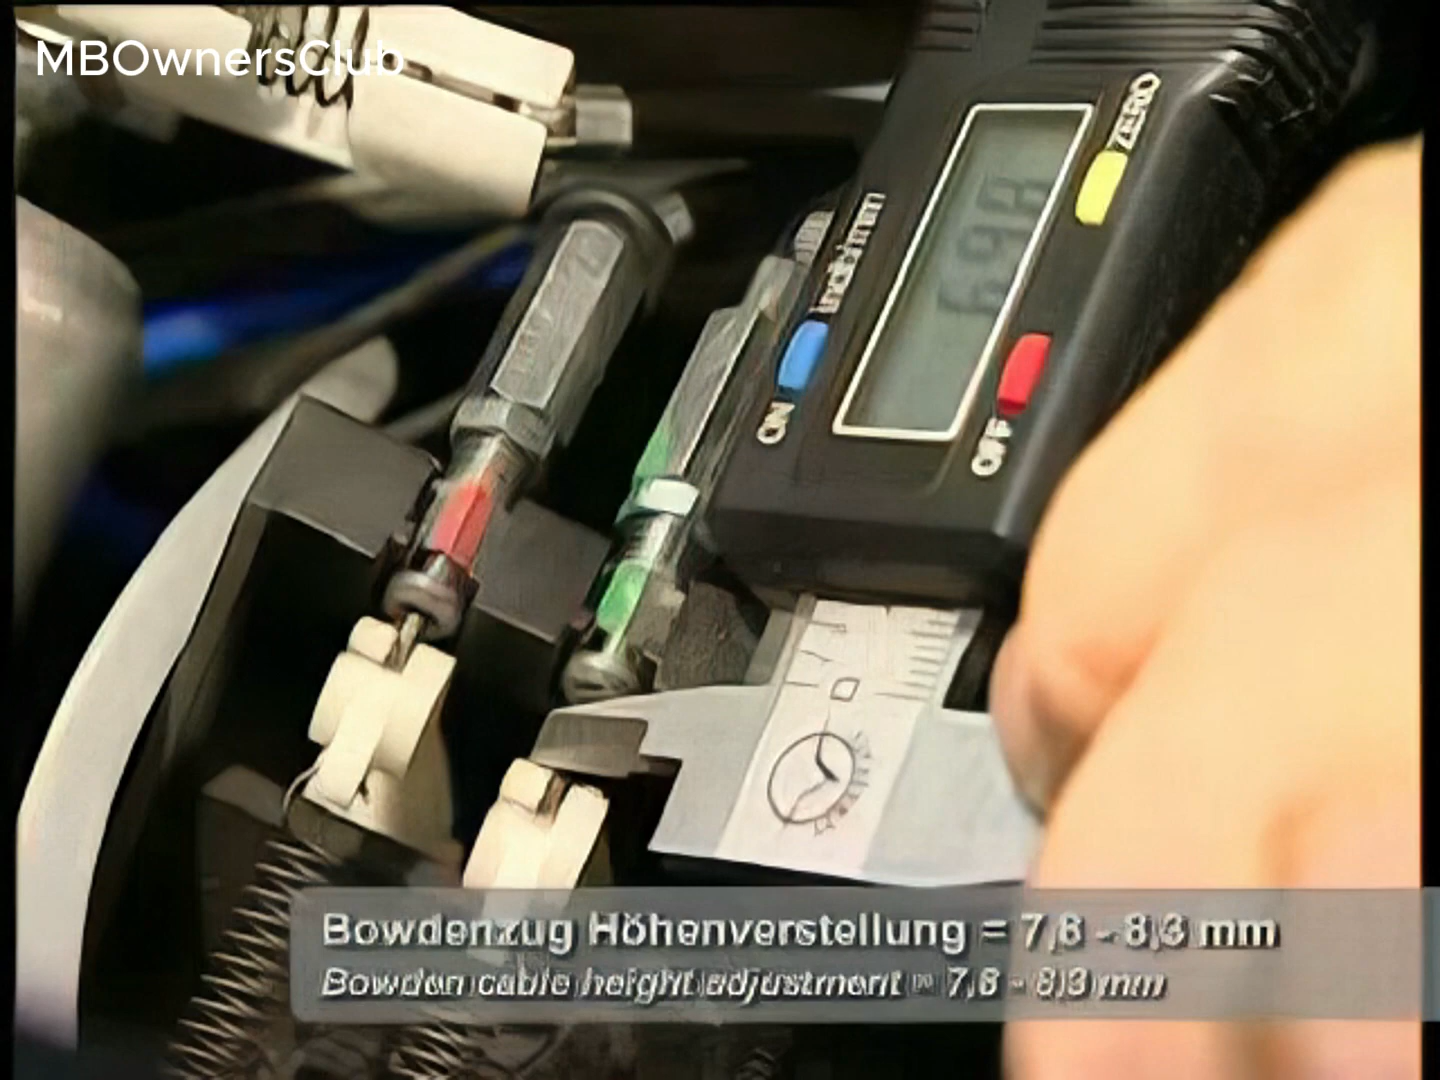 MBOwnersClub
ZERO
inch/mm
ON
OFF
Bowdenzug Höhenverstellung = 7,8 - 8,3 mm
Bowden cable height adjustment = 7,8 - 8,3 mm